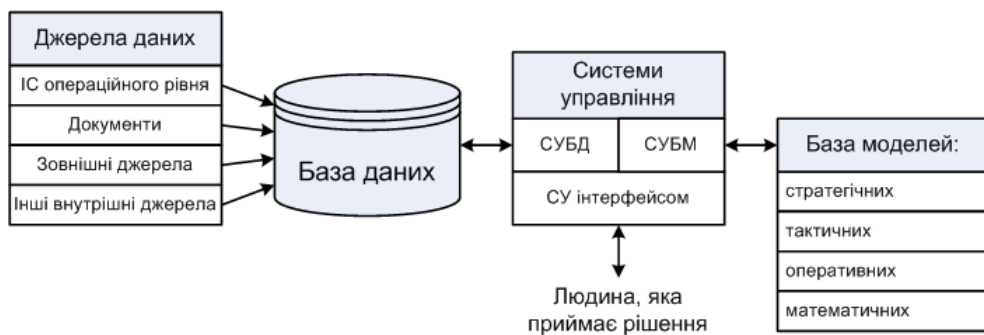 Джерела даних
ІС операційного рівня
Документи
Зовнішні джерела
Інші внутрішні джерела
База даних
Системи
управління
СУБД
СУБМ
СУ інтерфейсом
Людина, яка
приймає рішення
База моделей:
стратегічних
тактичних
оперативних
математичних